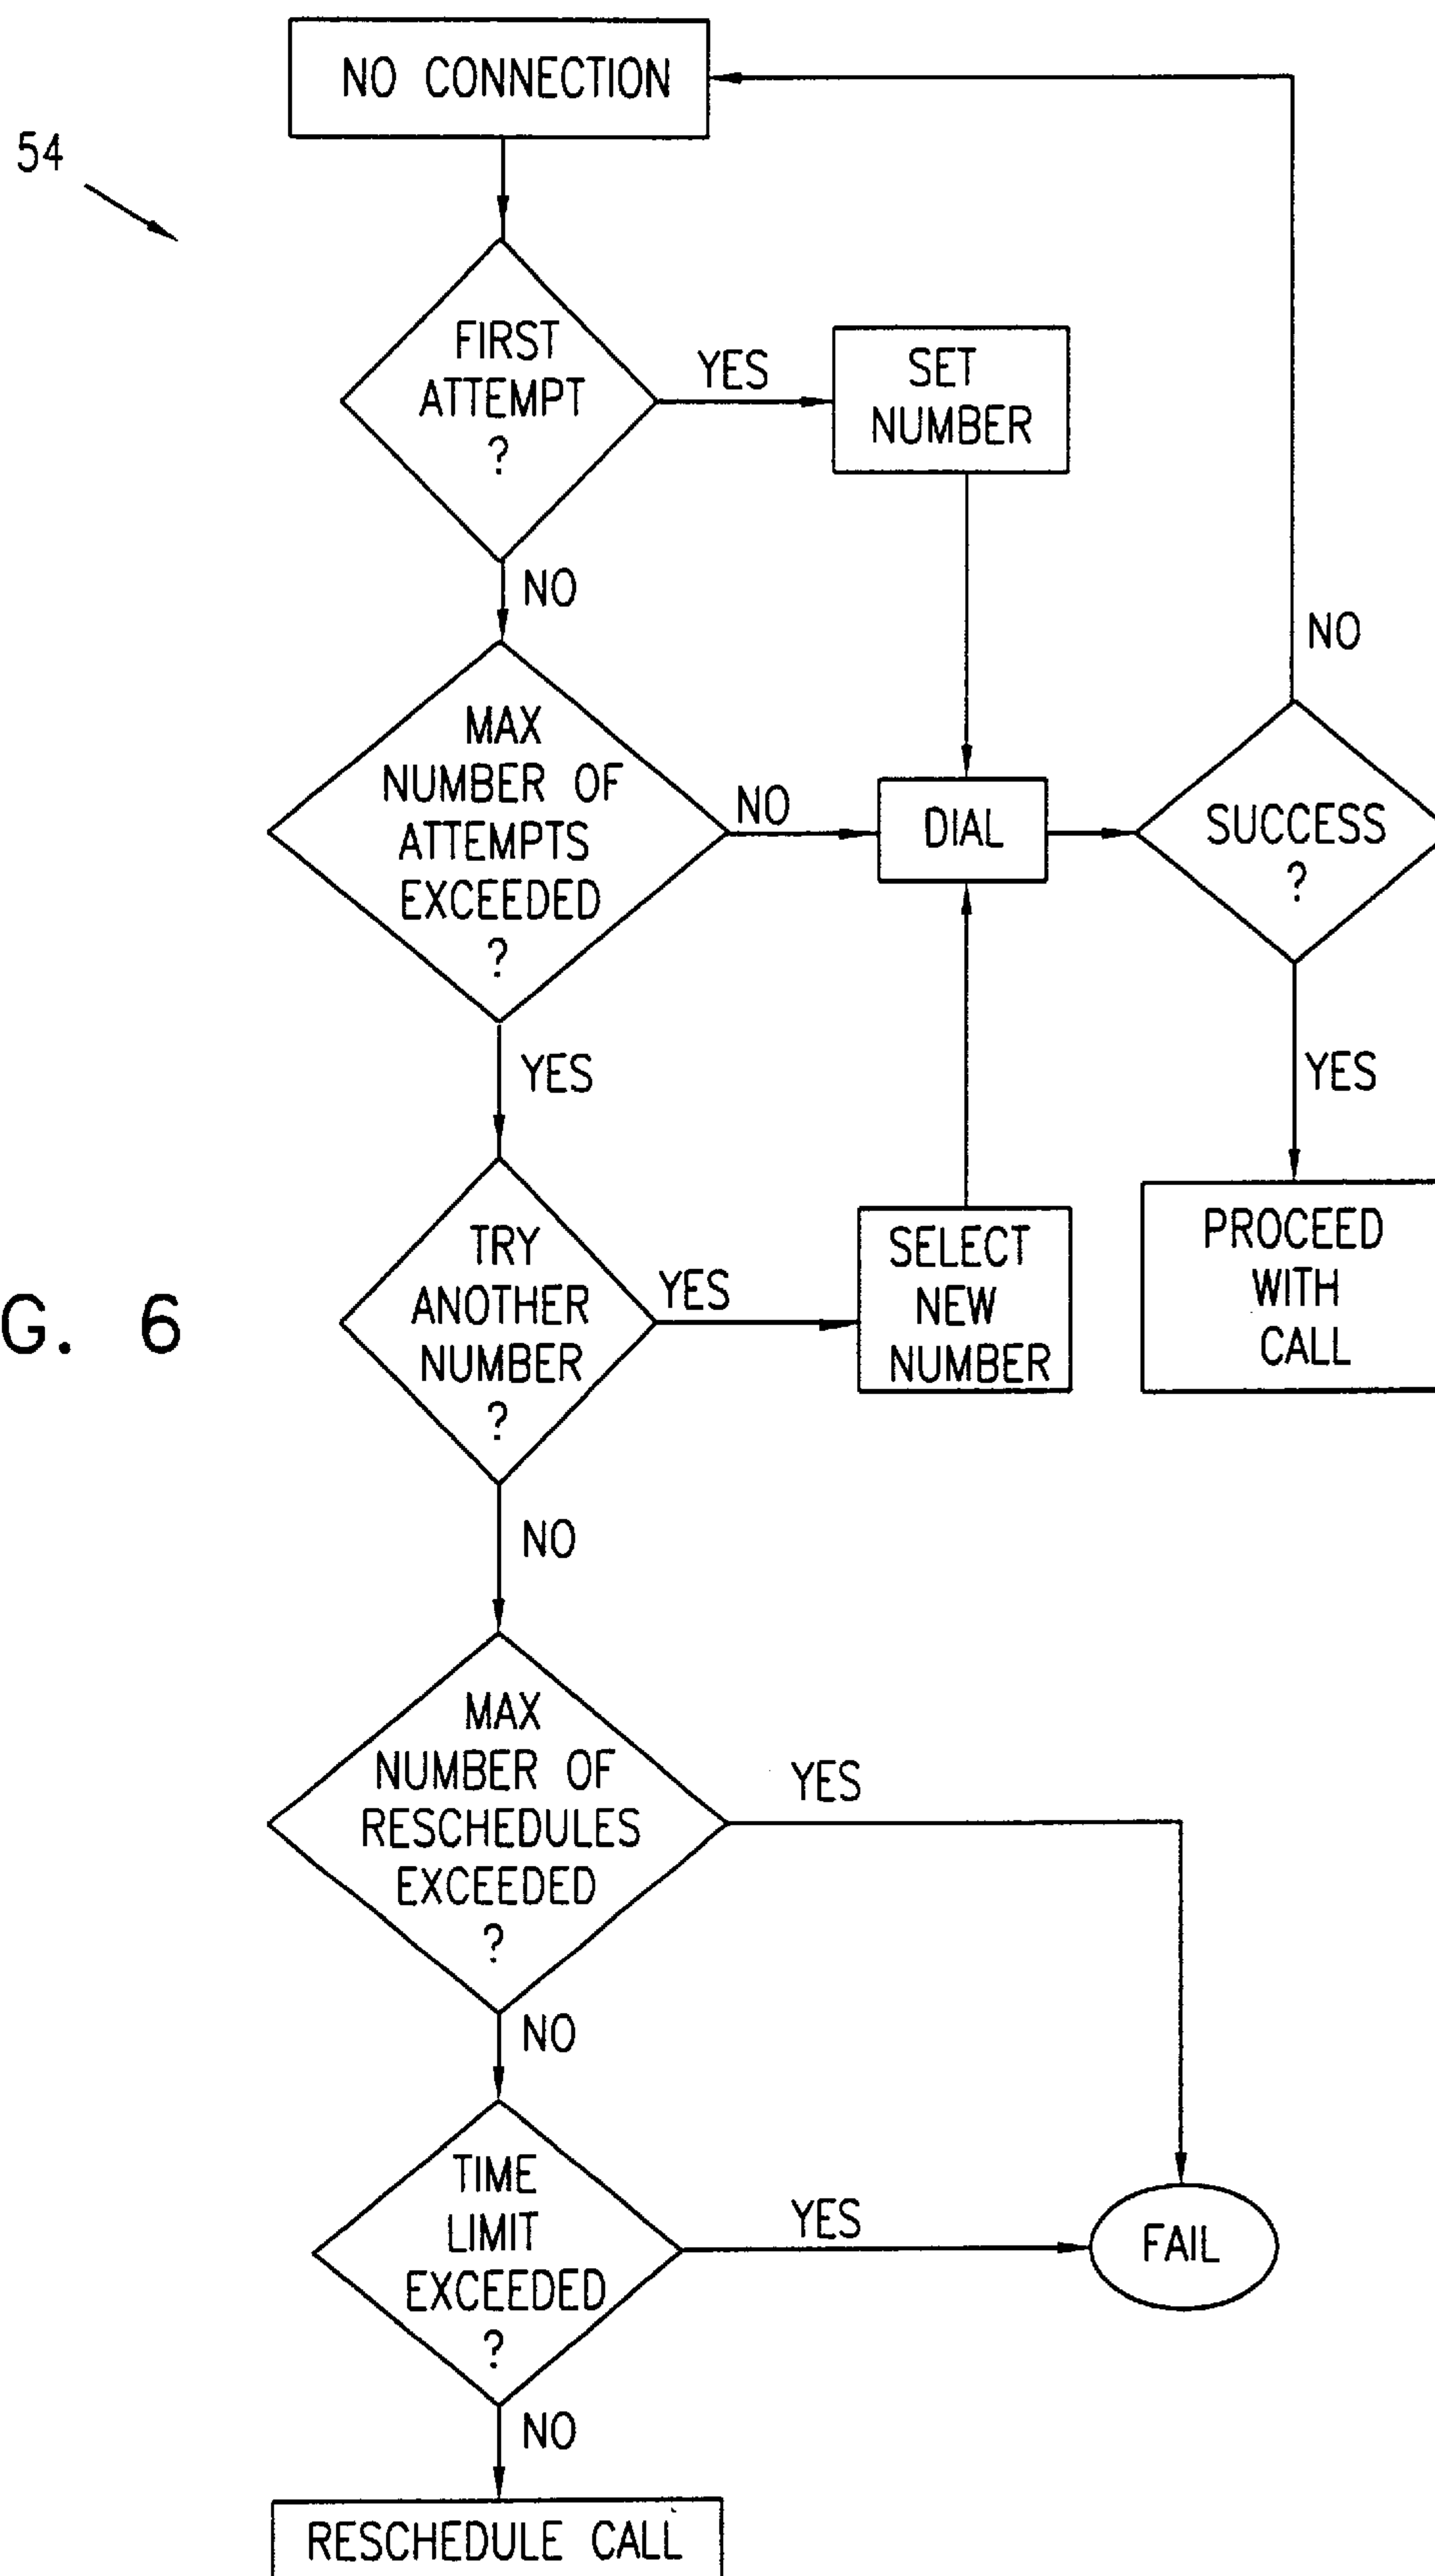 NO CONNECTION
54
FIRST
ATTEMPT
?
YES
SET
NUMBER
NO
NO
MAX
NUMBER OF
ATTEMPTS
EXCEEDED
?
NO
DIAL
SUCCESS
?
YES
YES
TRY
ANOTHER
NUMBER
?
YES
SELECT
NEW
NUMBER
PROCEED
WITH
CALL
G. 6
NO
MAX
NUMBER OF
RESCHEDULES
EXCEEDED
?
YES
NO
TIME
LIMIT
EXCEEDED
?
YES
FAIL
NO
RESCHEDULE CALL